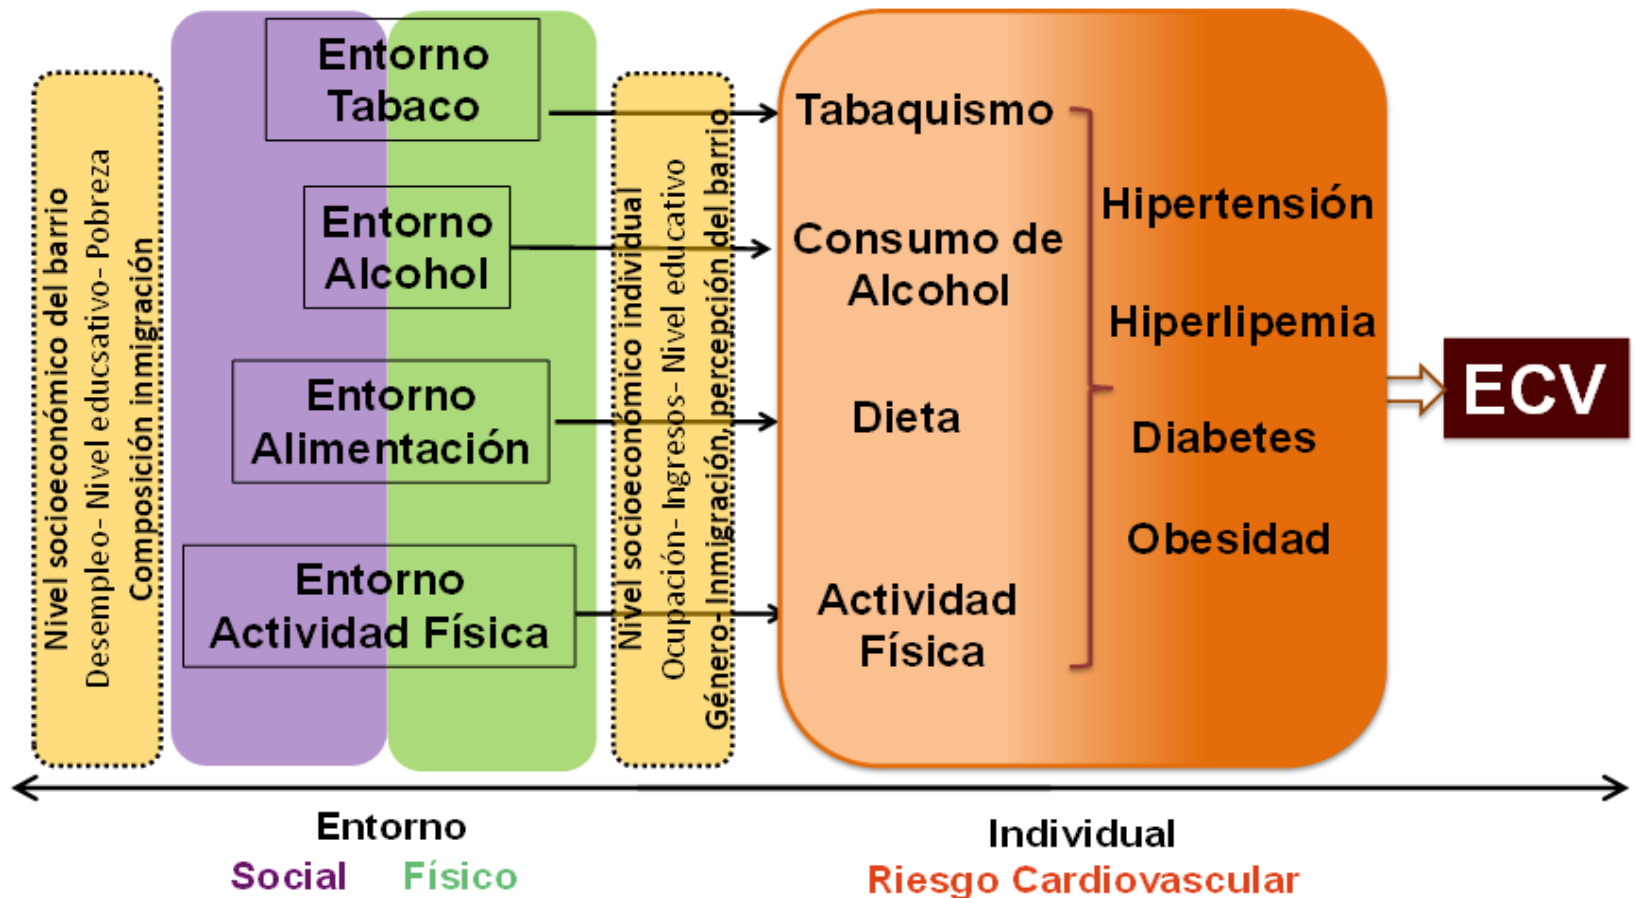 Nivel socioeconómico del barrio
Desempleo- Nivel educsativo- Pobreza
Composición inmigración
Entorno
Tabaco
Entorno
Alcohol
Entorno
Alimentación
Entorno
Actividad Física
Nivel socioeconómico individual
Ocupación- Ingresos- Nivel educativo
Género- Inmigración, percepción del barrio
Tabaquismo
Consumo de
Alcohol
Dieta
Actividad
Física
Hipertensión
Hiperlipemia
Diabetes
Obesidad
ECV
Entorno
Social Físico
Individual
Riesgo Cardiovascular